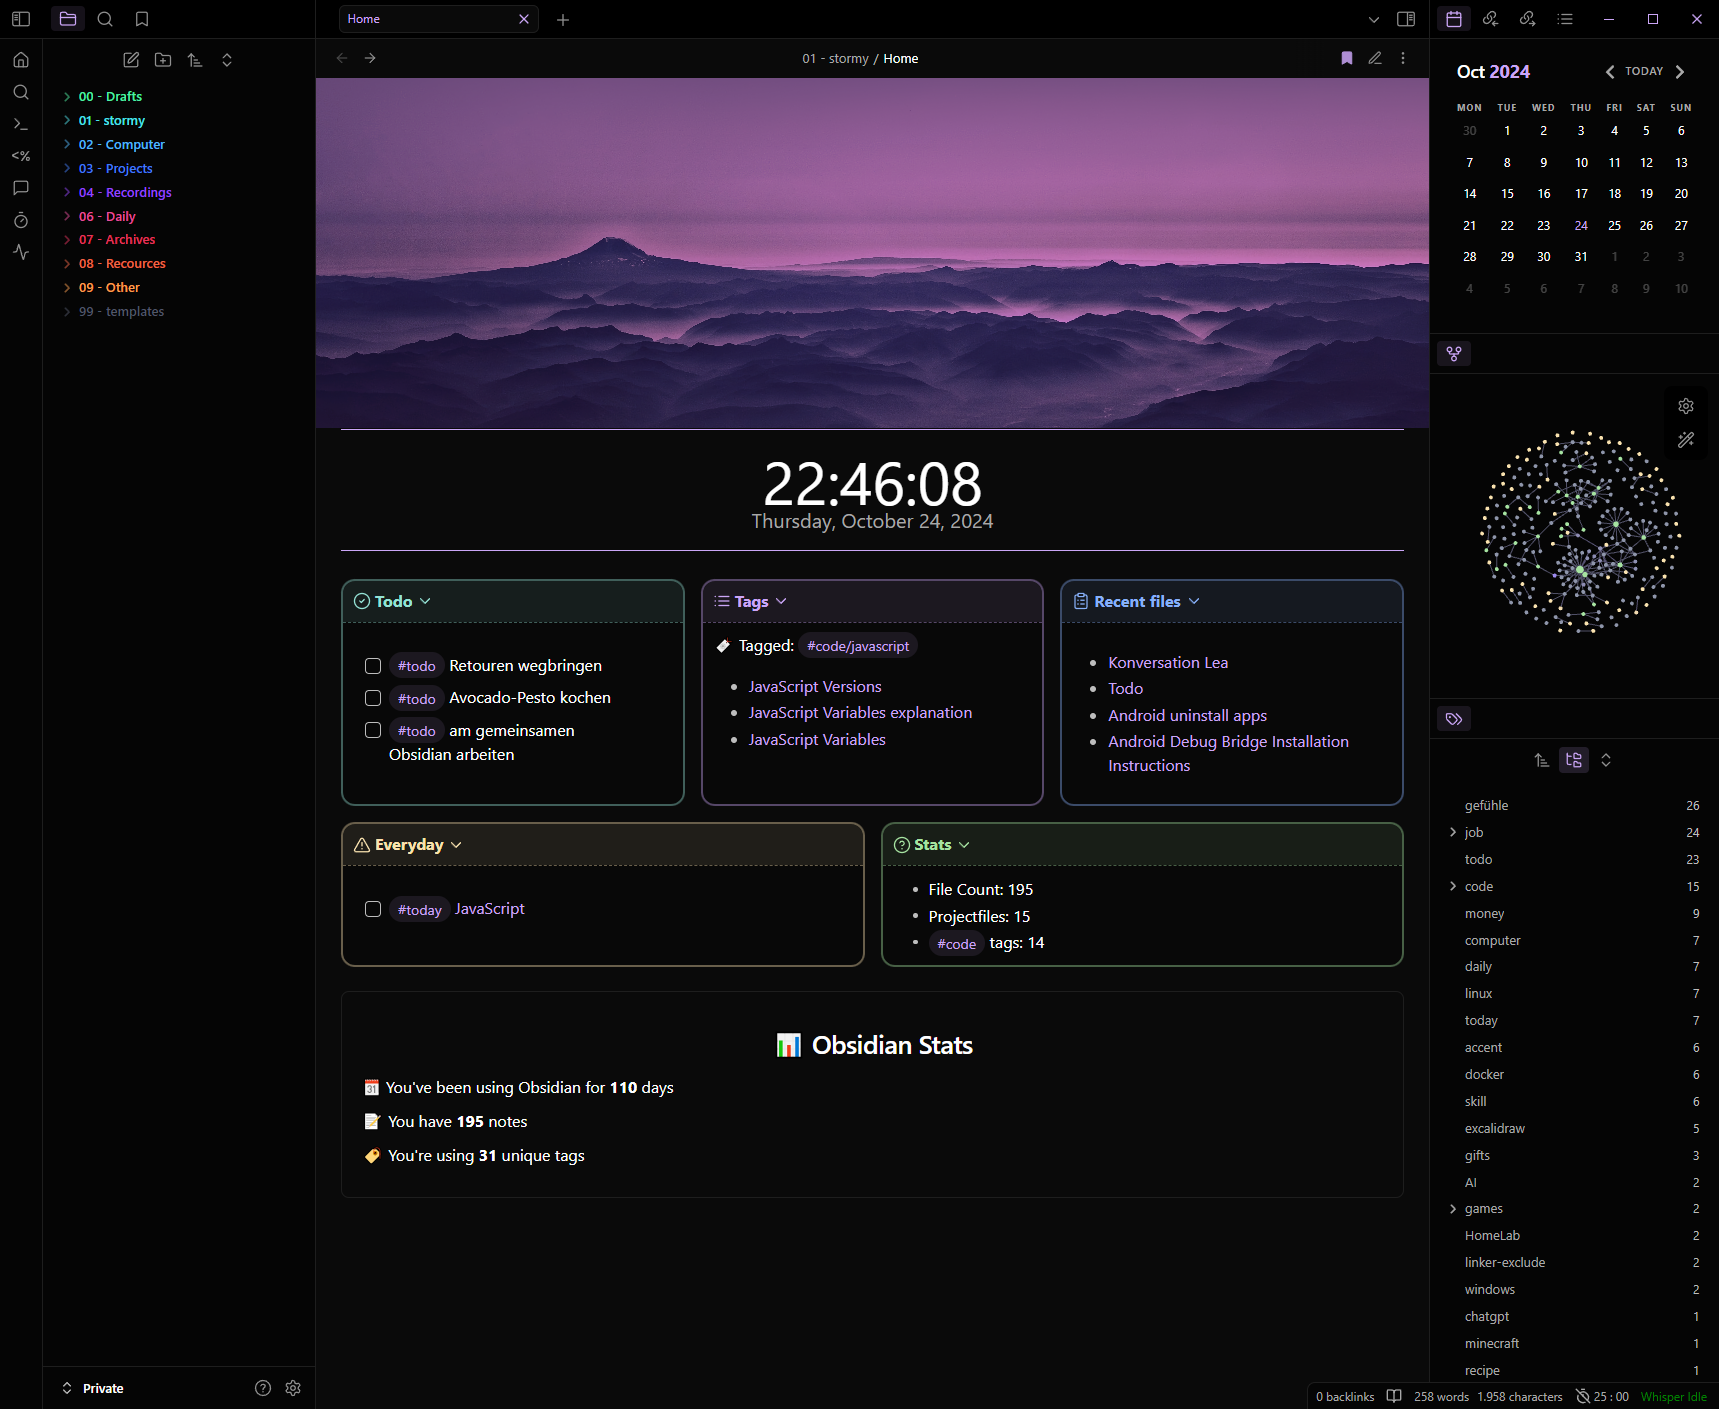 Home
01 - stormy / Home
<%
00 - Drafts
01 - stormy
02 - Computer
03 - Projects
04 - Recordings
06 - Daily
07 - Archives
08 - Recources
09 - Other
99 - templates
Private
22:46:08
Thursday, October 24, 2024
Todo
#todo Retouren wegbringen
#todo Avocado-Pesto kochen
#todo am gemeinsamen
Obsidian arbeiten
Tags
Tagged: #code/javascript
JavaScript Versions
JavaScript Variables explanation
JavaScript Variables
Recent files
Konversation Lea
Todo
Android uninstall apps
Android Debug Bridge Installation
Instructions
Everyday
#today JavaScript
Stats
File Count: 195
Projectfiles: 15
#code tags: 14
Obsidian Stats
You've been using Obsidian for 110 days
You have 195 notes
You're using 31 unique tags
Oct 2024 TODAY
MON TUE WED THU FRI SAT SUN
30 1 2 3 4 5 6
7 8 9 10 11 12 13
14 15 16 17 18 19 20
21 22 23 24 25 26 27
28 29 30 31 1 2 3
4 5 6 7 8 9 10
gefühle 26
job 24
todo 23
code 15
money 9
computer 7
daily 7
linux 7
today 7
accent 6
docker 6
skill 6
excalidraw 5
gifts 3
AI 2
games 2
HomeLab 2
linker-exclude 2
windows 2
chatgpt 1
minecraft 1
recipe 1
0 backlinks 258 words 1.958 characters 25 : 00 Whisper Idle